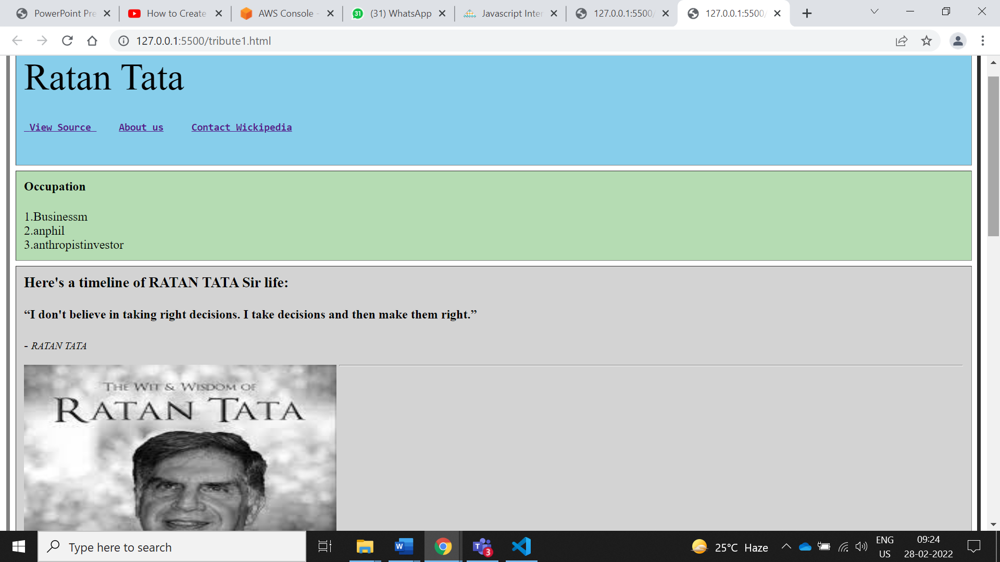 PowerPoint Pre
How to Create
AWS Console -
(31) WhatsApp
Javascript Inter
127.0.0.1:5500/
127.0.0.1:5500/
127.0.0.1:5500/tribute1.html
Ratan Tata
View Source About us Contact Wickipedia
Occupation
1.Businessm
2.anphil
3.anthropistinvestor
Here's a timeline of RATAN TATA Sir life:
“I don't believe in taking right decisions. I take decisions and then make them right.”
- RATAN TATA
THE WIT & WISDOM OF
RATAN TATA
Type here to search
3
25°C Haze
ENG
US
09:24
28-02-2022